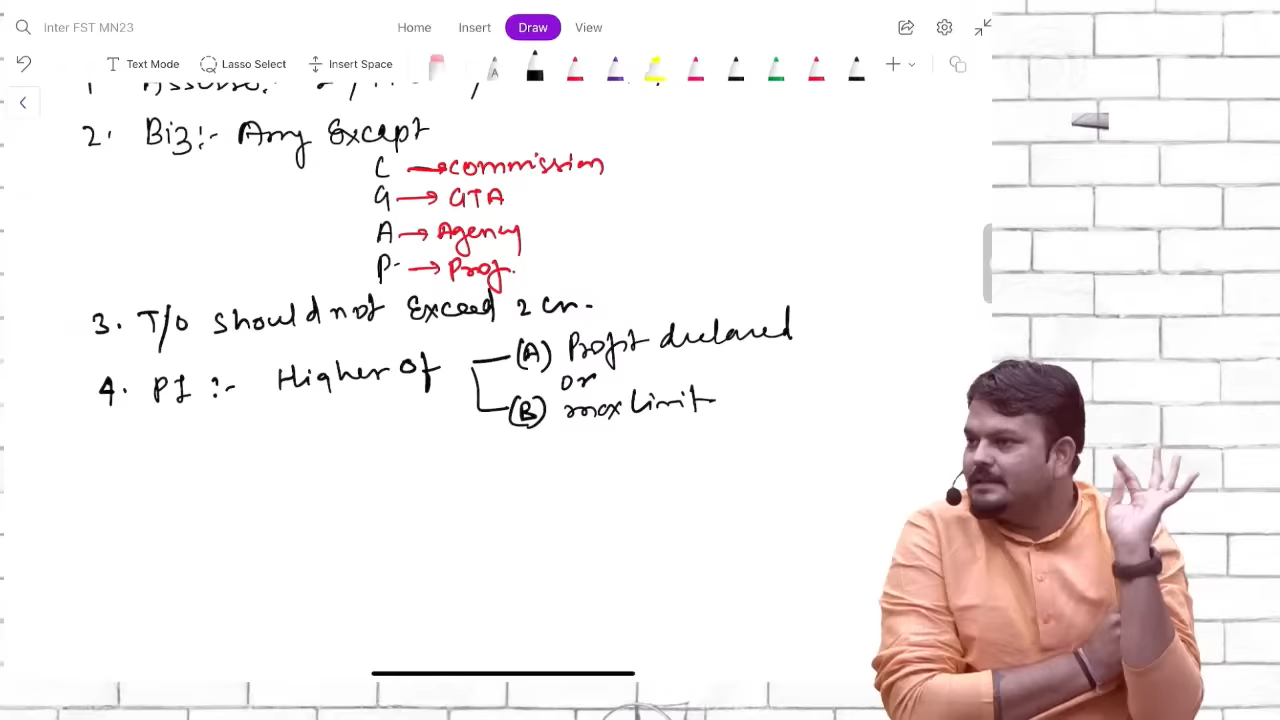 Inter FST MN23
Home Insert Draw View
Text Mode Lasso Select Insert Space
2. Biz:- Any Except
C → commission
G → GTA
A → Agency
P → Prof.
3. T/O should not Exceed 2 cr.
4. PI :- Higher Of (A) Profit declared
or
(B) max limit